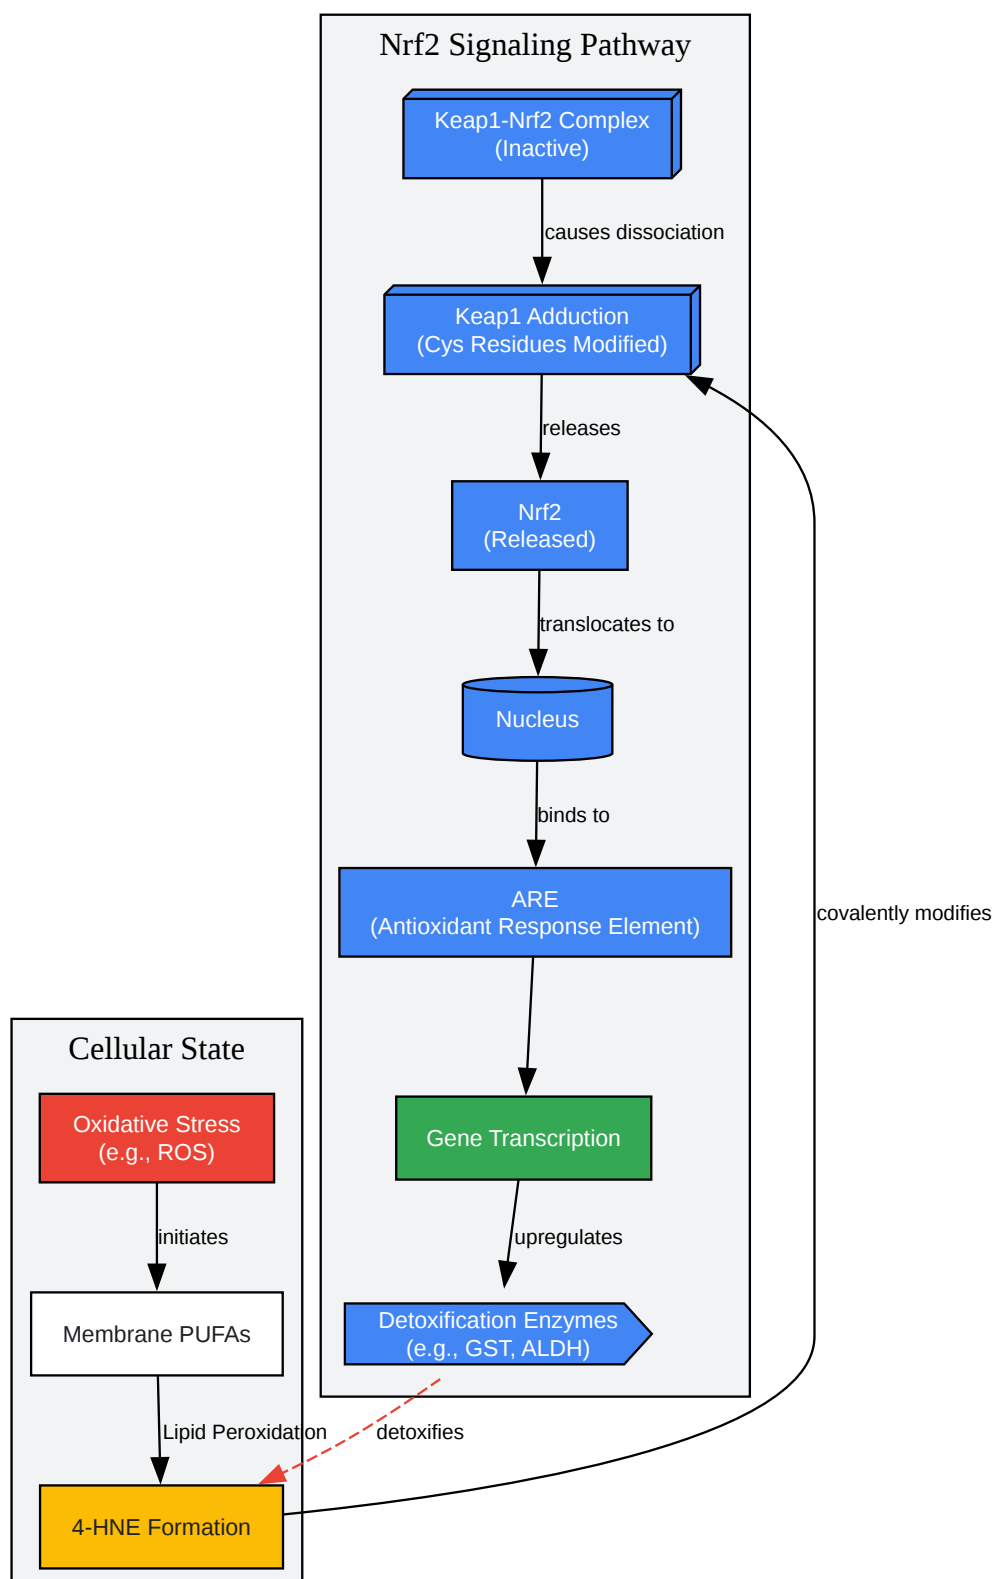 Nrf2 Signaling Pathway
Keap1-Nrf2 Complex
(Inactive)
causes dissociation
Keap1 Adduction
(Cys Residues Modified)
releases
Nrf2
(Released)
translocates to
Nucleus
binds to
ARE
(Antioxidant Response Element)
covalently modifies
Gene Transcription
upregulates
Detoxification Enzymes
(e.g., GST, ALDH)
detoxifies
Cellular State
Oxidative Stress
(e.g., ROS)
initiates
Membrane PUFAs
Lipid Peroxidation
4-HNE Formation